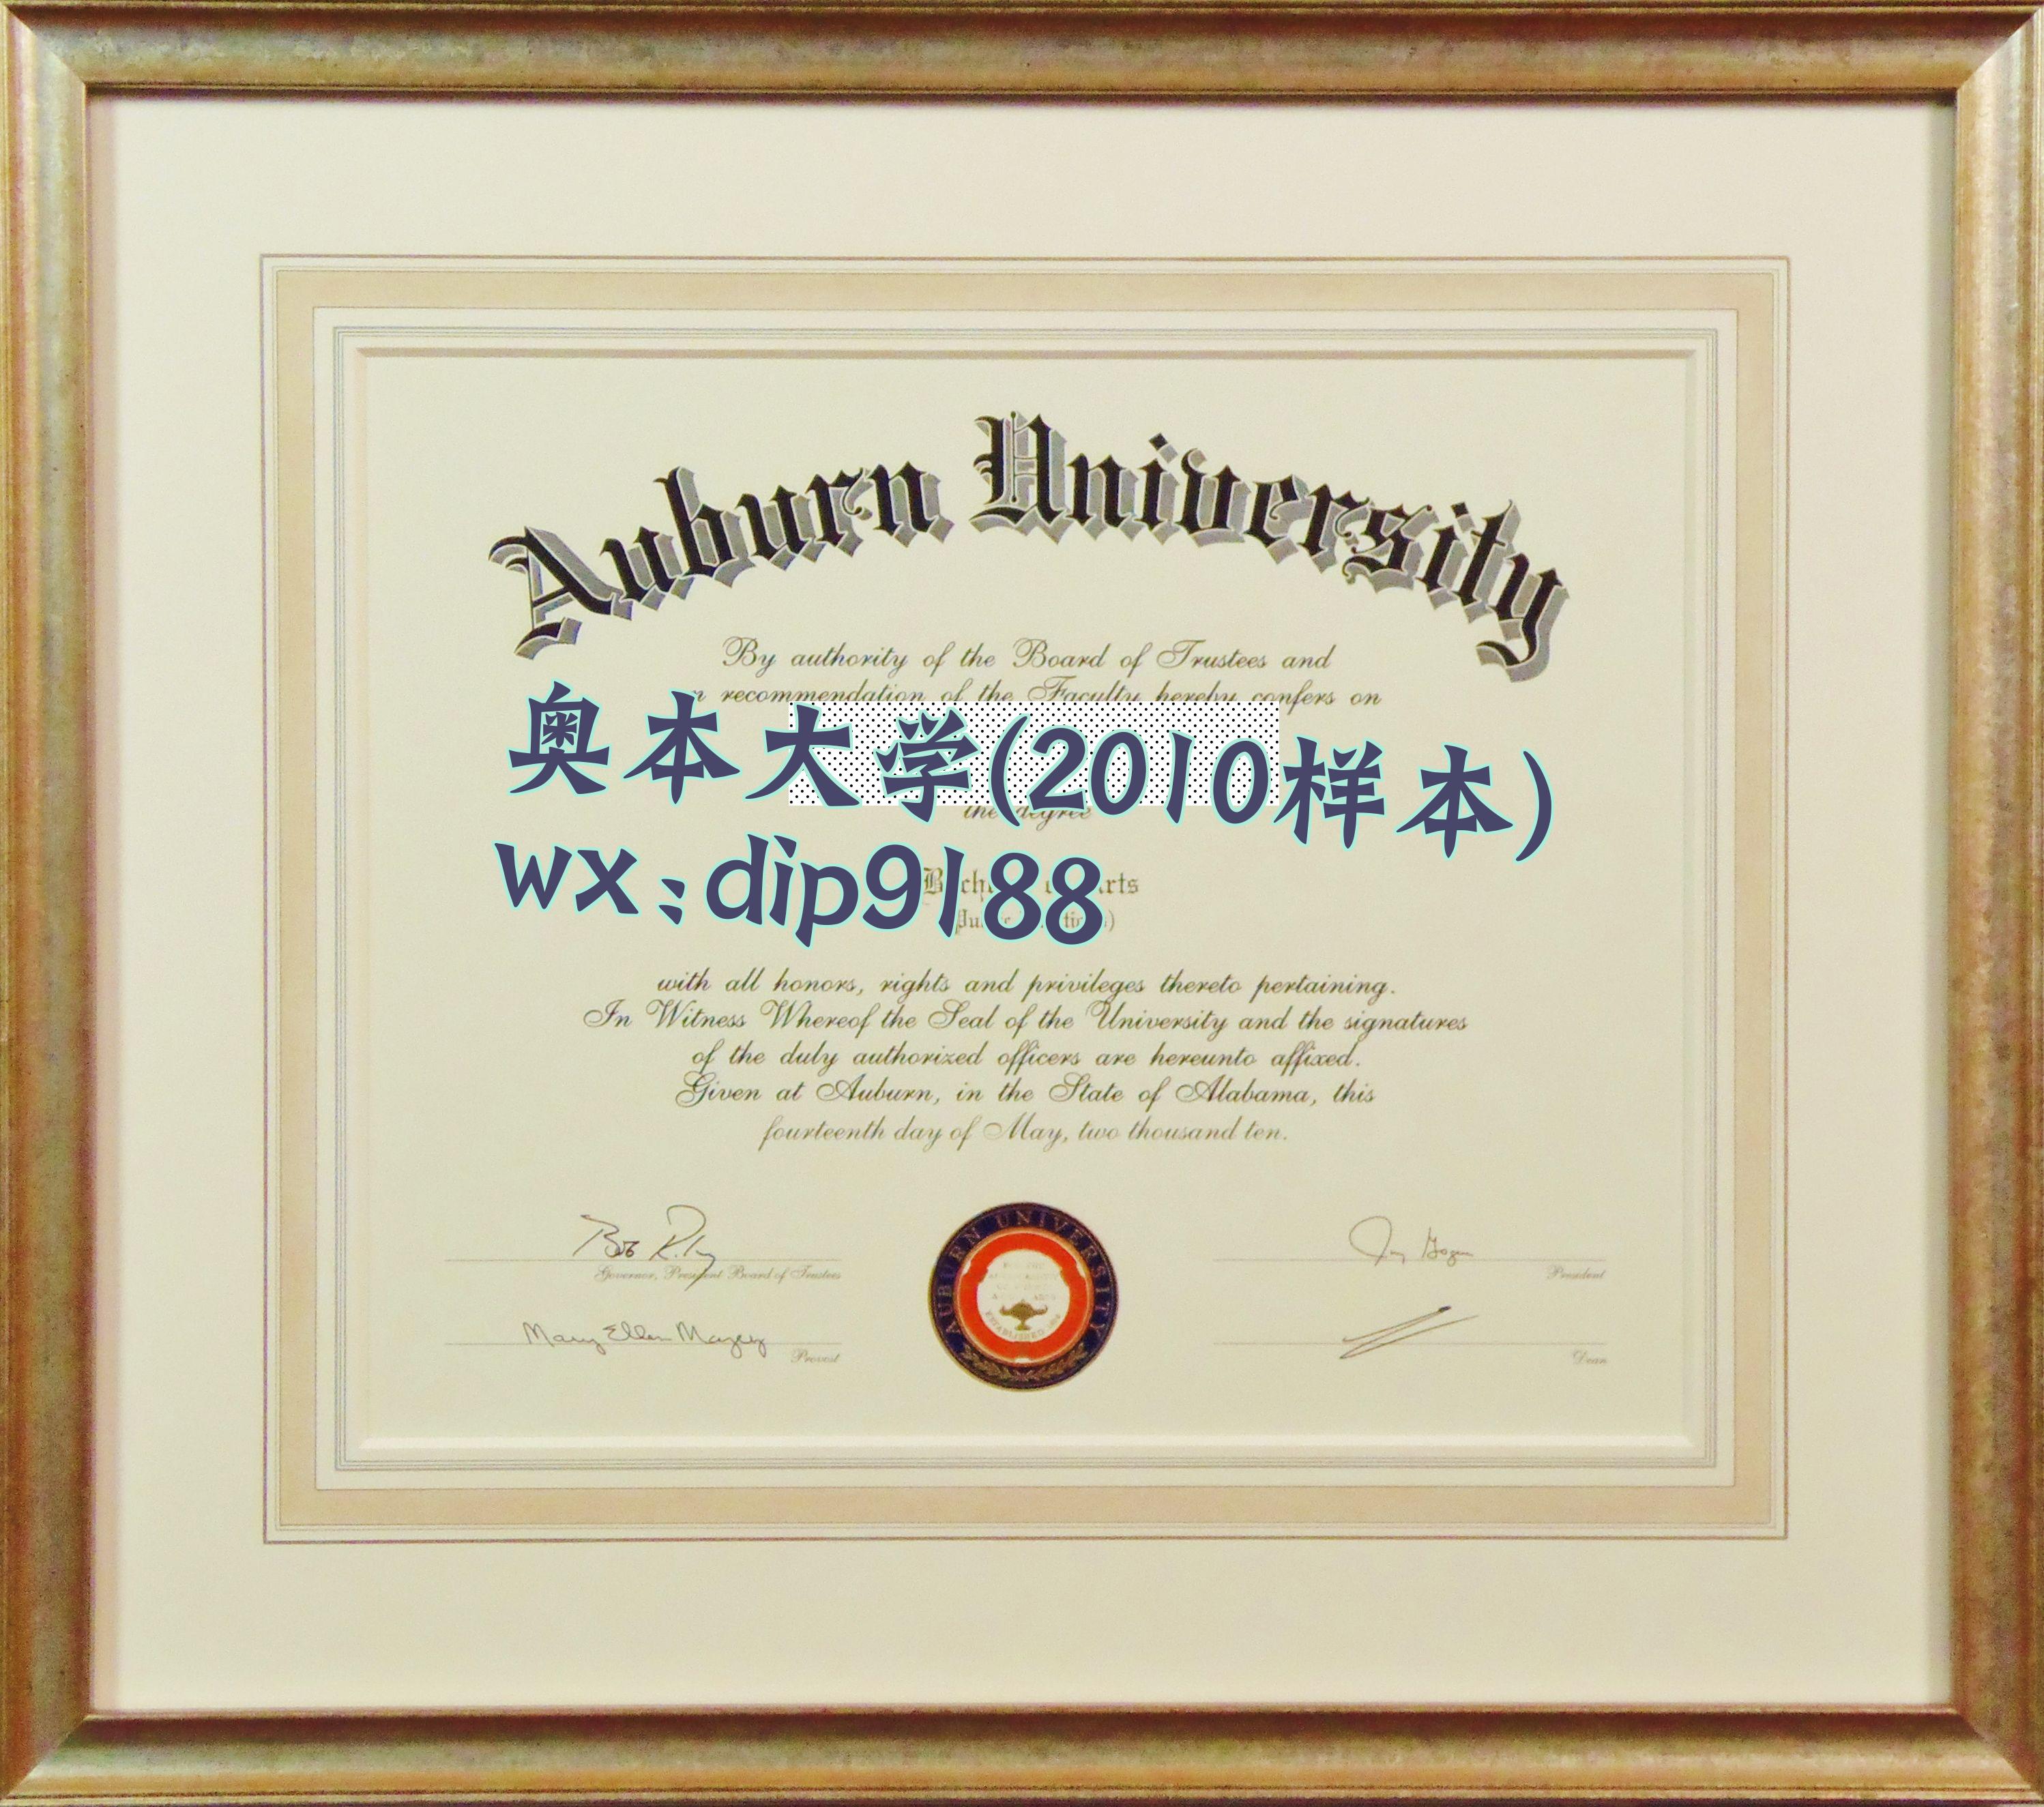 Auburn University
By authority of the Board of Trustees and
recommendation of the Faculty hereby confers on
奥本大学(2010样本)
the degree
wx:dip9188
with all honors, rights and privileges thereto pertaining.
In Witness Whereof the Seal of the University and the signatures
of the duly authorized officers are hereunto affixed.
Given at Auburn, in the State of Alabama, this
fourteenth day of May, two thousand ten.
Governor, President Board of Trustees
President
Provost
Dean
AUBURN UNIVERSITY
ESTABLISHED